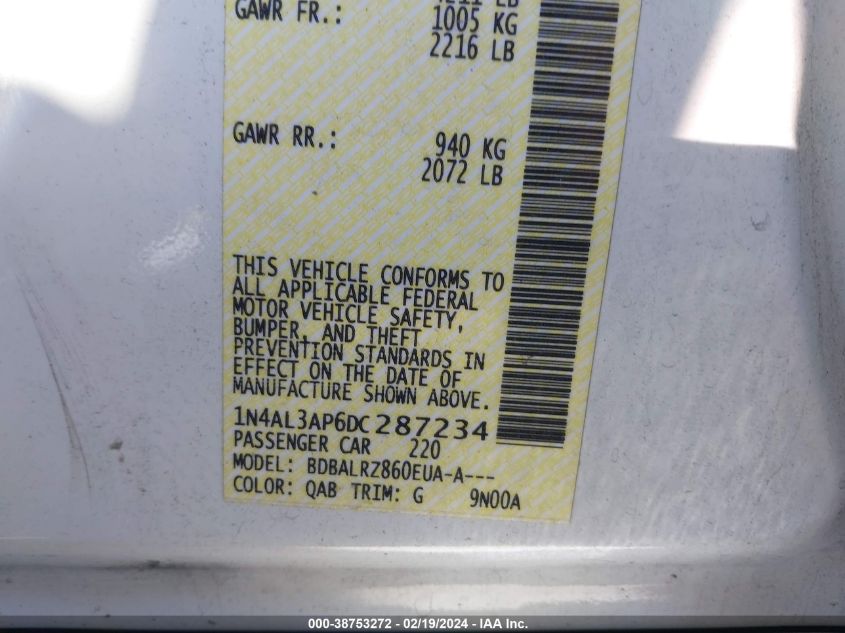 GAWR FR.: 1005 KG
2216 LB
GAWR RR.: 940 KG
2072 LB
THIS VEHICLE CONFORMS TO
ALL APPLICABLE FEDERAL
MOTOR VEHICLE SAFETY,
BUMPER, AND THEFT
PREVENTION STANDARDS IN
EFFECT ON THE DATE OF
MANUFACTURE SHOWN ABOVE.
1N4AL3AP6DC287234
PASSENGER CAR 220
MODEL: BDBALRZ860EUA-A---
COLOR: QAB TRIM: G 9N00A
000-38753272 - 02/19/2024 - IAA Inc.